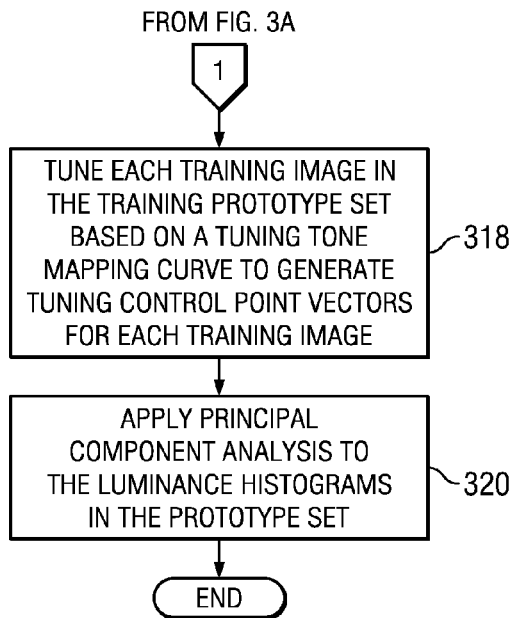 FROM FIG. 3A
1
TUNE EACH TRAINING IMAGE IN
THE TRAINING PROTOTYPE SET
BASED ON A TUNING TONE
MAPPING CURVE TO GENERATE
TUNING CONTROL POINT VECTORS
FOR EACH TRAINING IMAGE
318
APPLY PRINCIPAL
COMPONENT ANALYSIS TO
THE LUMINANCE HISTOGRAMS
IN THE PROTOTYPE SET
320
END